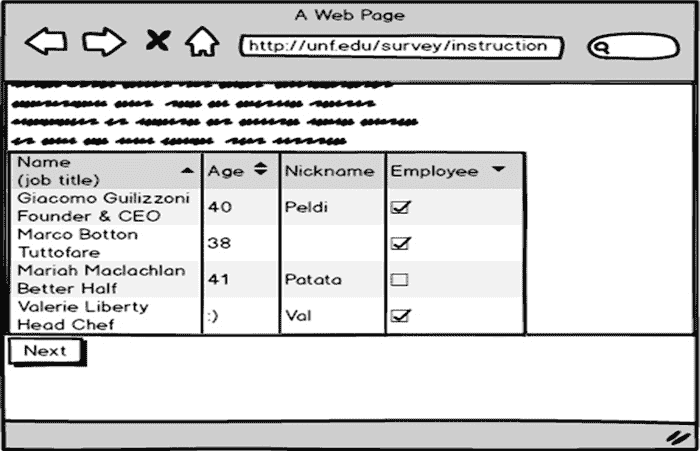 A Web Page
http://unf.edu/survey/instruction
Name
(job title)
Age
Nickname
Employee
Giacomo Guilizzoni
Founder & CEO
40
Peldi
Marco Botton
Tuttofare
38
Mariah Maclachlan
Better Half
41
Patata
Valerie Liberty
Head Chef
:)
Val
Next